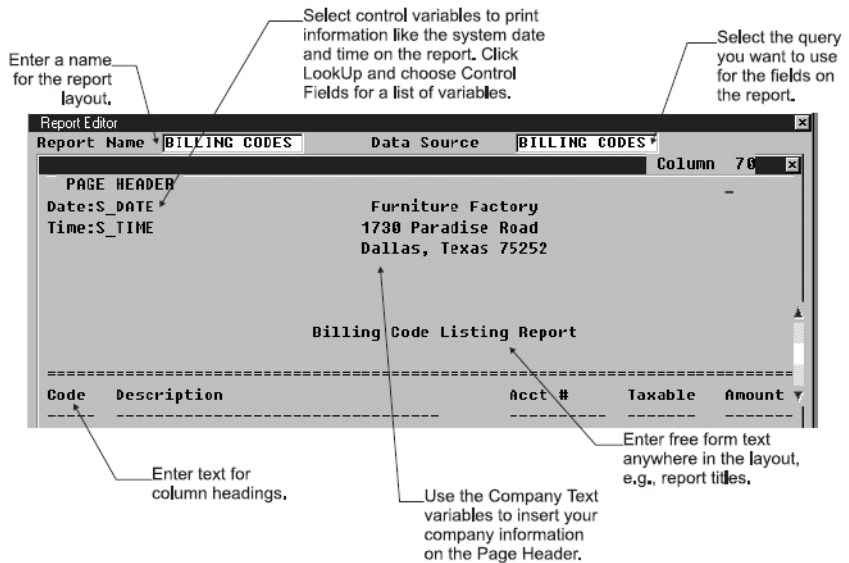 Select control variables to print
information like the system date
and time on the report. Click
LookUp and choose Control
Fields for a list of variables.
Select the query
you want to use
for the fields on
the report.
Enter a name
for the report
layout.
Report Editor
Report Name BILLING CODES Data Source BILLING CODES
Column 70
PAGE HEADER
Date:S_DATE Furniture Factory
Time:S_TIME 1730 Paradise Road
Dallas, Texas 75252
Billing Code Listing Report
Code Description Acct # Taxable Amount
Enter text for
column headings.
Use the Company Text
variables to insert your
company information
on the Page Header.
Enter free form text
anywhere in the layout,
e.g., report titles.